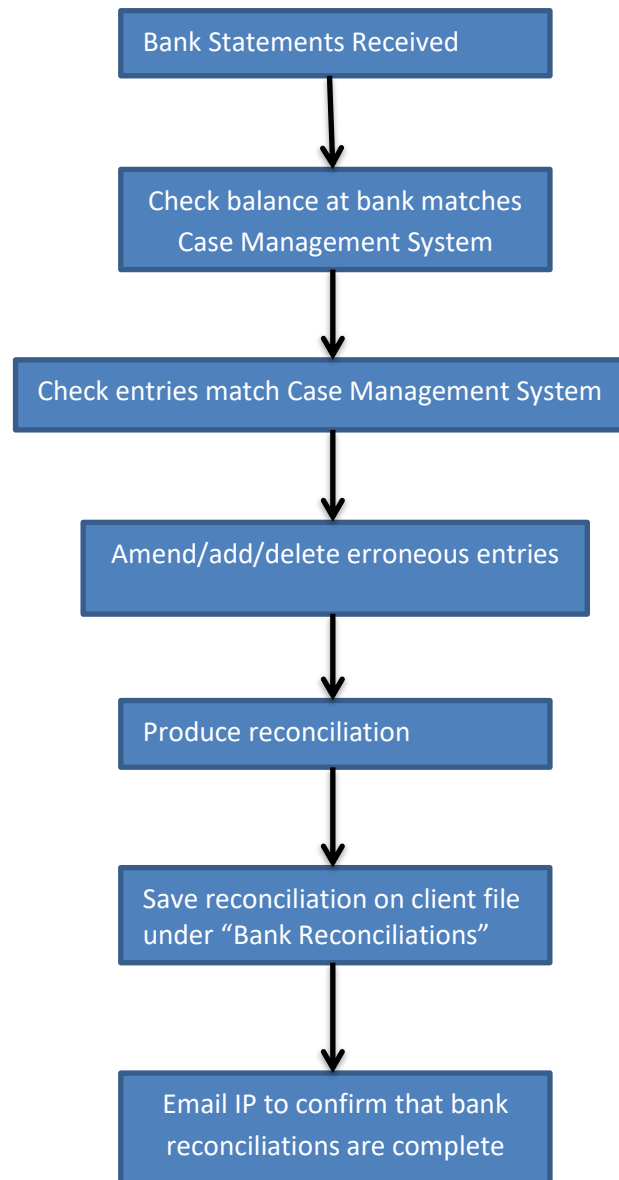 Bank Statements Received
Check balance at bank matches
Case Management System
Check entries match Case Management System
Amend/add/delete erroneous entries
Produce reconciliation
Save reconciliation on client file
under “Bank Reconciliations”
Email IP to confirm that bank
reconciliations are complete